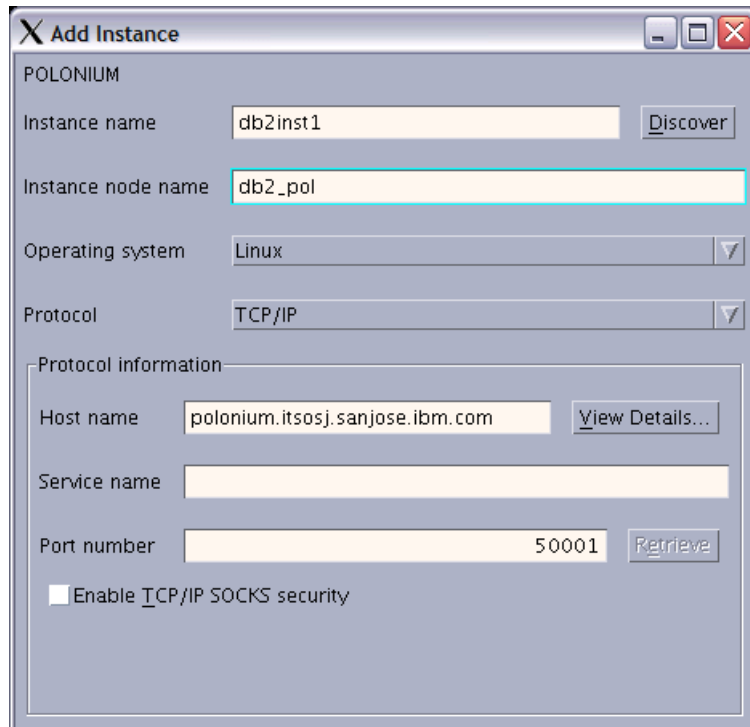 Add Instance
POLONIUM
Instance name db2inst1 Discover
Instance node name db2_pol
Operating system Linux
Protocol TCP/IP
Protocol information
Host name polonium.itsosj.sanjose.ibm.com View Details...
Service name
Port number 50001 Retrieve
Enable TCP/IP SOCKS security